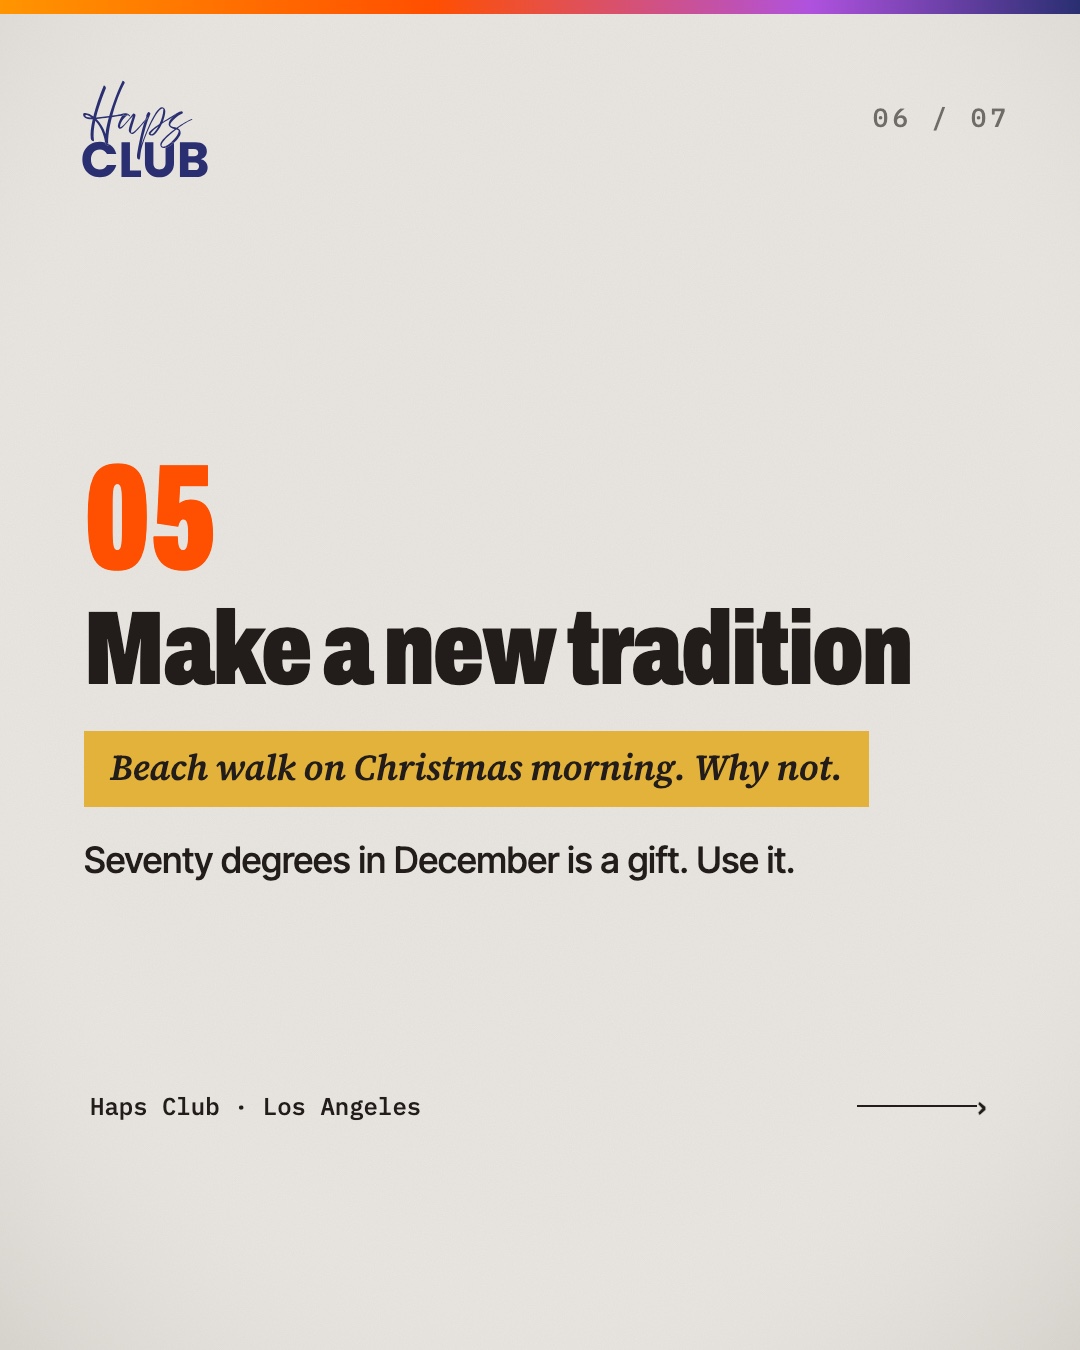 Haps
CLUB
06 / 07
05
Make a new tradition
Beach walk on Christmas morning. Why not.
Seventy degrees in December is a gift. Use it.
Haps Club · Los Angeles